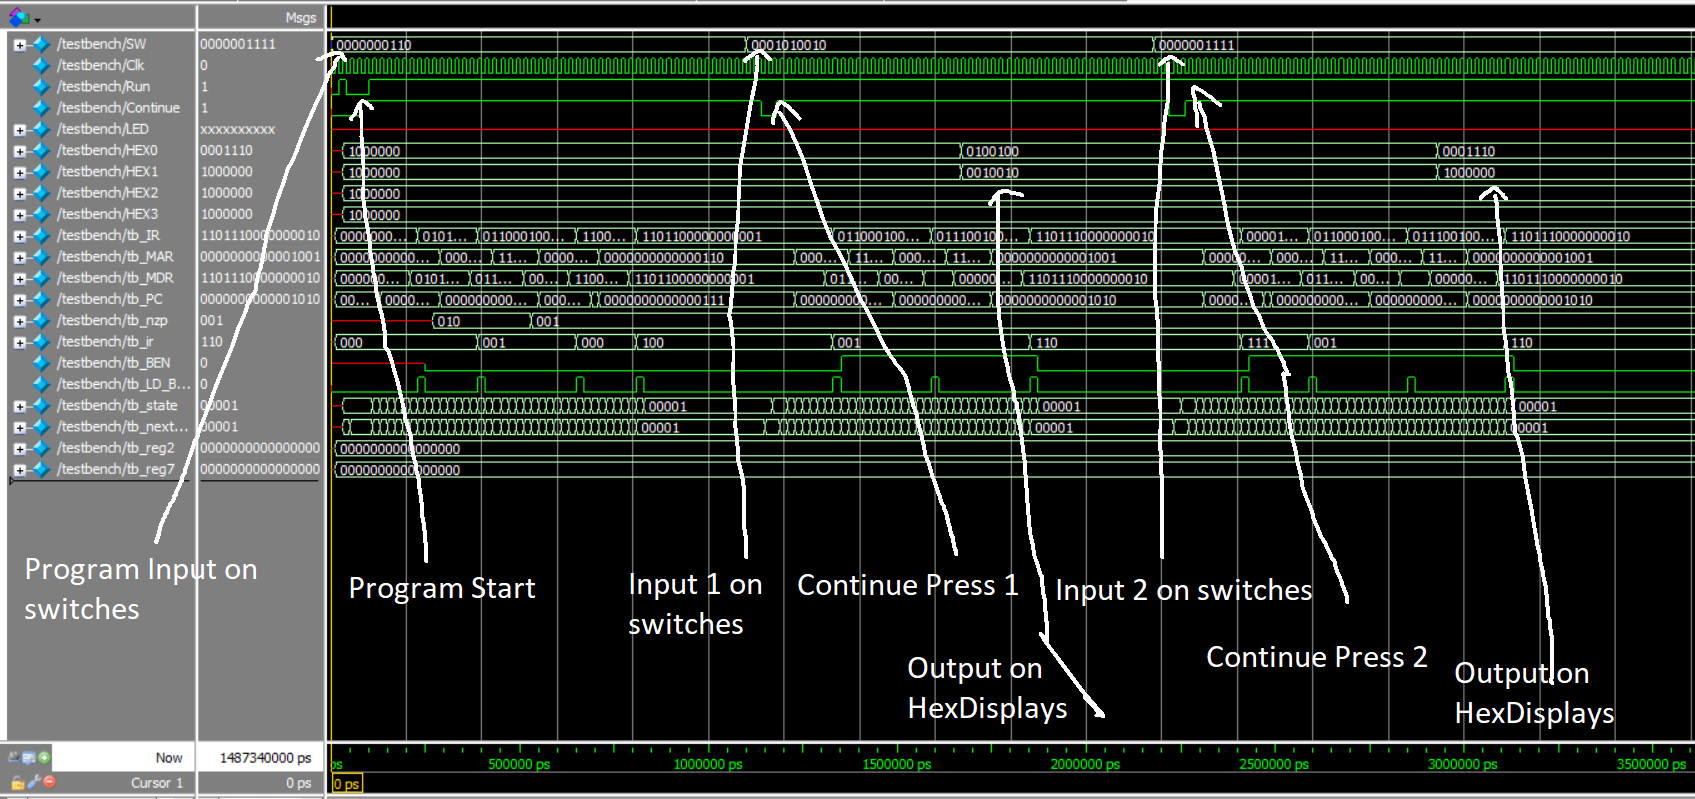 Msgs
/testbench/SW 0000001111 0000000110 0001010010 0000001111
/testbench/Clk 0
/testbench/Run 1
/testbench/Continue 1
/testbench/LED xxxxxxxxxx
/testbench/HEX0 0001110 1000000 0100100 0001110
/testbench/HEX1 1000000 1000000 0010010 1000000
/testbench/HEX2 1000000 1000000
/testbench/HEX3 1000000 1000000
/testbench/tb_IR 1101110000000010 0000000... 0101... 011000100... 1100... 1101100000000001 011000100... 011100100... 1101110000000010 00001... 011000100... 011100100... 1101110000000010
/testbench/tb_MAR 0000000000001001 0000000000... 000... 11... 000... 0000000000000110 000... 11... 000... 11... 0000000000001001 000... 000... 11... 000... 11... 0000000000001001
/testbench/tb_MDR 1101110000000010 0000000... 0101... 011... 00... 1100... 1101100000000001 01... 011... 00... 00000... 1101110000000010 00001... 011... 00... 00000... 1101110000000010
/testbench/tb_PC 0000000000001010 00... 0000... 000000000... 000... 0000000000000111 00000000... 00000000... 0000000000001010 0000... 000000000... 00000000... 0000000000001010
/testbench/tb_nzp 001 010 001
/testbench/tb_ir 110 000 001 000 100 001 110 111 001 110
/testbench/tb_BEN 0
/testbench/tb_LD_B... 0
/testbench/tb_state 00001 00001 00001 00001
/testbench/tb_next... 00001 00001 00001 00001
/testbench/tb_reg2 0000000000000000 0000000000000000
/testbench/tb_reg7 0000000000000000 0000000000000000
Program Input on
switches
Program Start
Input 1 on
switches
Continue Press 1
Output on
HexDisplays
Input 2 on switches
Continue Press 2
Output on
HexDisplays
Now 1487340000 ps ps 500000 ps 1000000 ps 1500000 ps 2000000 ps 2500000 ps 3000000 ps 3500000 ps
Cursor 1 0 ps 0 ps